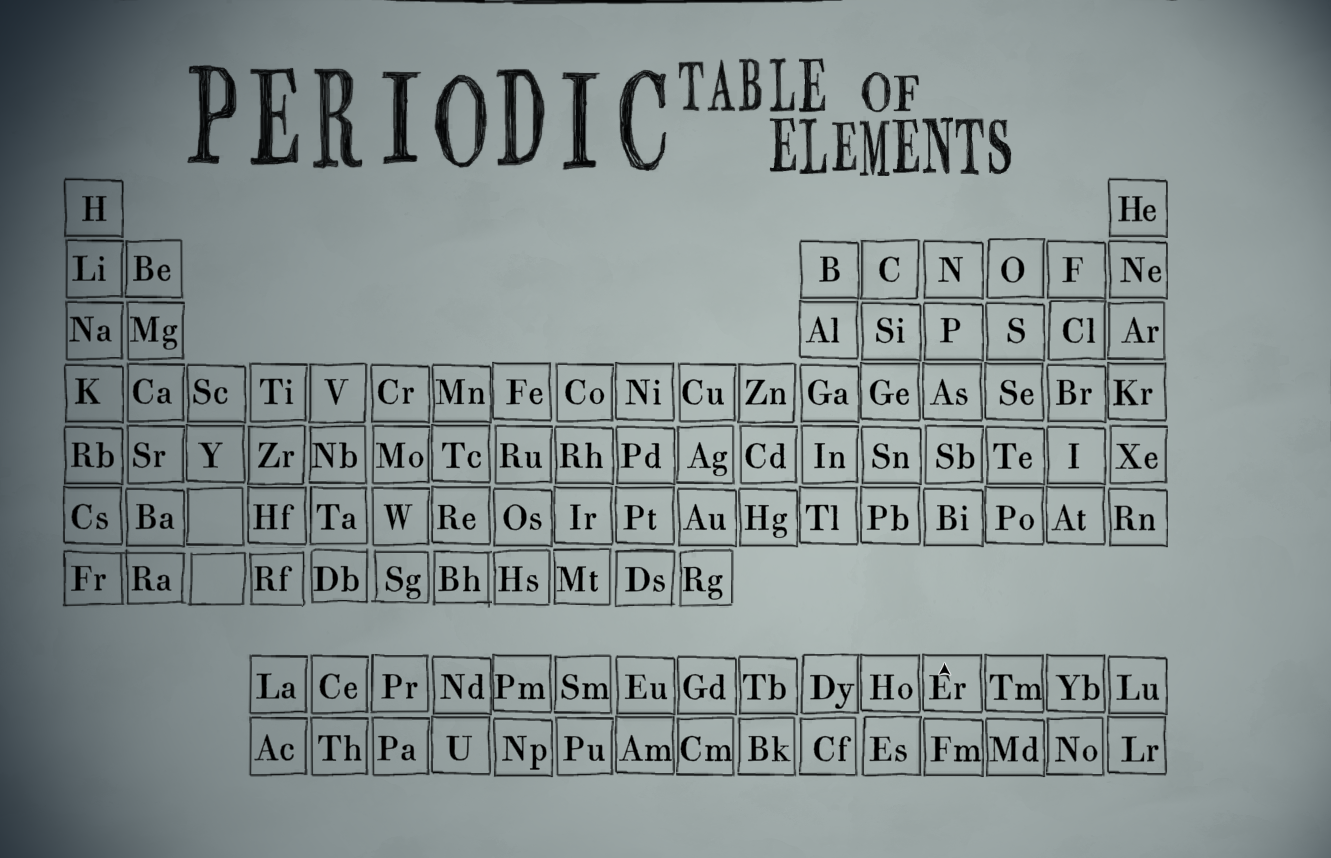 PERIODIC TABLE OF
ELEMENTS
H He
Li Be B C N O F Ne
Na Mg Al Si P S Cl Ar
K Ca Sc Ti V Cr Mn Fe Co Ni Cu Zn Ga Ge As Se Br Kr
Rb Sr Y Zr Nb Mo Tc Ru Rh Pd Ag Cd In Sn Sb Te I Xe
Cs Ba Hf Ta W Re Os Ir Pt Au Hg Tl Pb Bi Po At Rn
Fr Ra Rf Db Sg Bh Hs Mt Ds Rg
La Ce Pr Nd Pm Sm Eu Gd Tb Dy Ho Er Tm Yb Lu
Ac Th Pa U Np Pu Am Cm Bk Cf Es Fm Md No Lr